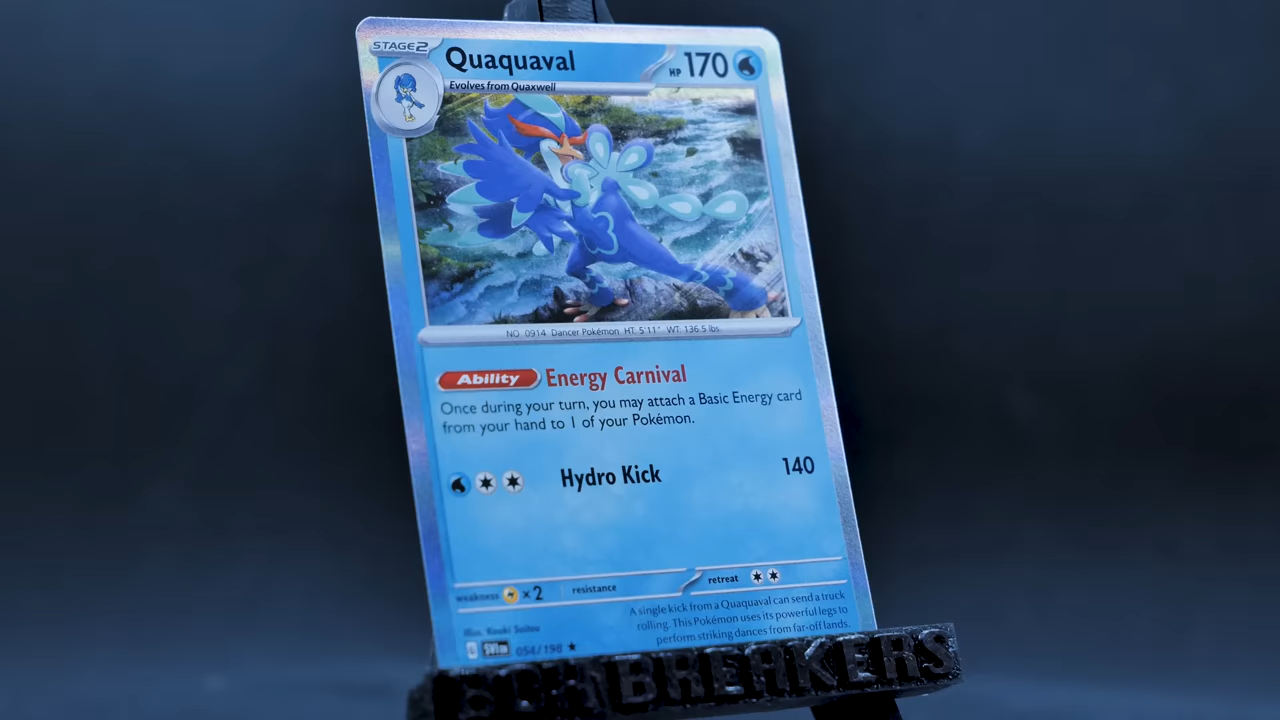 STAGE2
Quaquaval
HP 170
Evolves from Quaxwell
NO. 0914 Dancer Pokémon HT: 5'11" WT: 136.5 lbs.
Ability Energy Carnival
Once during your turn, you may attach a Basic Energy card
from your hand to 1 of your Pokémon.
Hydro Kick 140
weakness ×2 resistance retreat
A single kick from a Quaquaval can send a truck
rolling. This Pokémon uses its powerful legs to
perform striking dances from far-off lands.
Illus. Kouki Saitou
G SVI EN 054/198 ★
BREAKERS